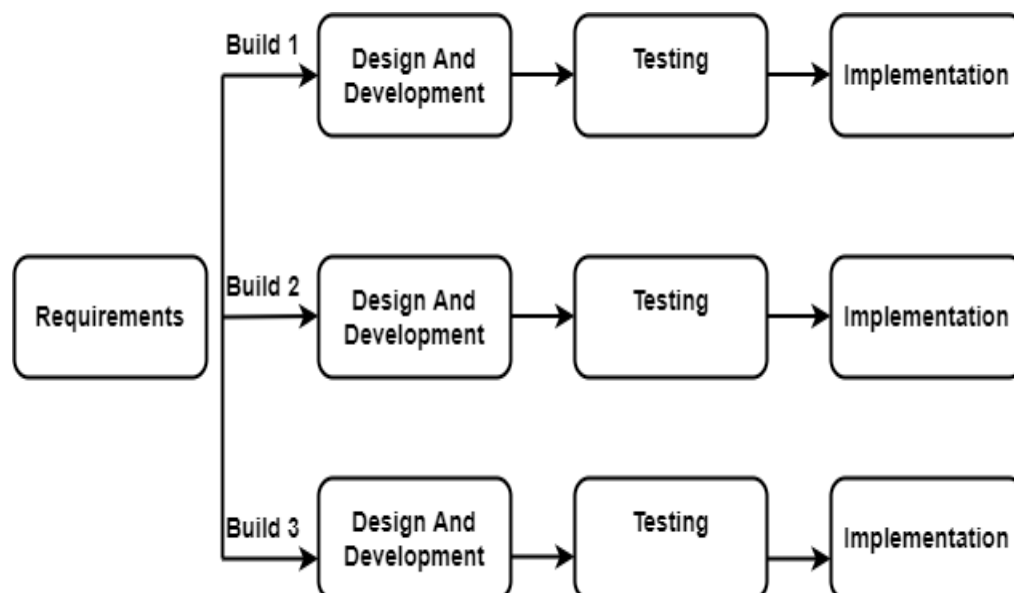 Build 1
Design And
Development
Testing
Implementation
Requirements
Build 2
Design And
Development
Testing
Implementation
Build 3
Design And
Development
Testing
Implementation